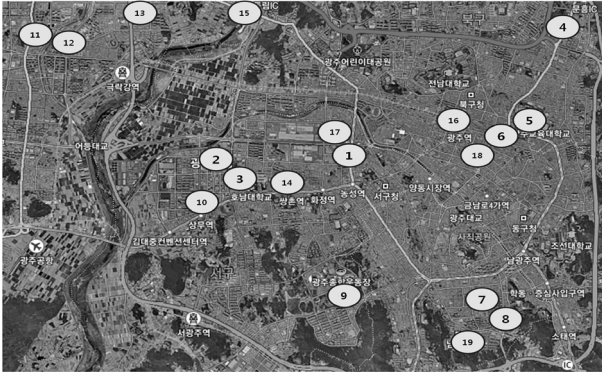 13
15
림IC
문흥IC
북구
11
12
4
광주어린이대공원
극락강역
전남대학교
북구청
16
5
광주역
6
주교육대학교
17
어등대교
1
18
2
광
3
14
호남대학교
쌍촌역
화정역
농성역
서구청
양동시장역
10
금남로4가역
광주대교
상무역
동구청
사직공원
김대중컨벤션센터역
조선대학교
광주공항
서구
남광주역
광주종합운동장
9
7
학동
증심사입구역
8
서광주역
소태역
19
IC